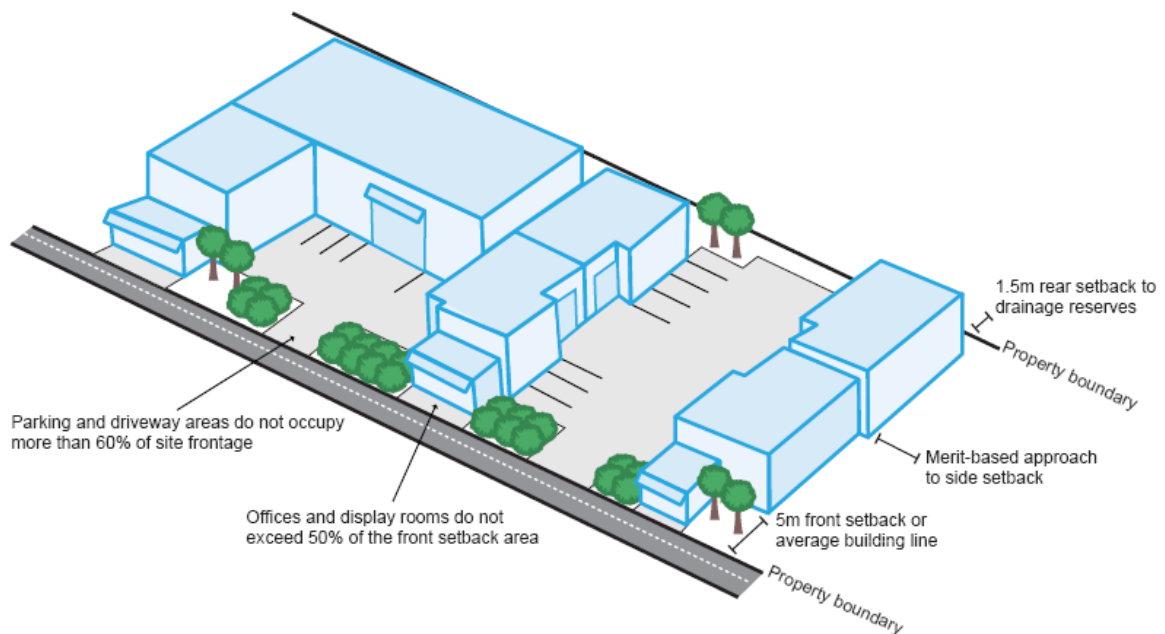 1.5m rear setback to
drainage reserves
Property boundary
Parking and driveway areas do not occupy
more than 60% of site frontage
Merit-based approach
to side setback
Offices and display rooms do not
exceed 50% of the front setback area
5m front setback or
average building line
Property boundary